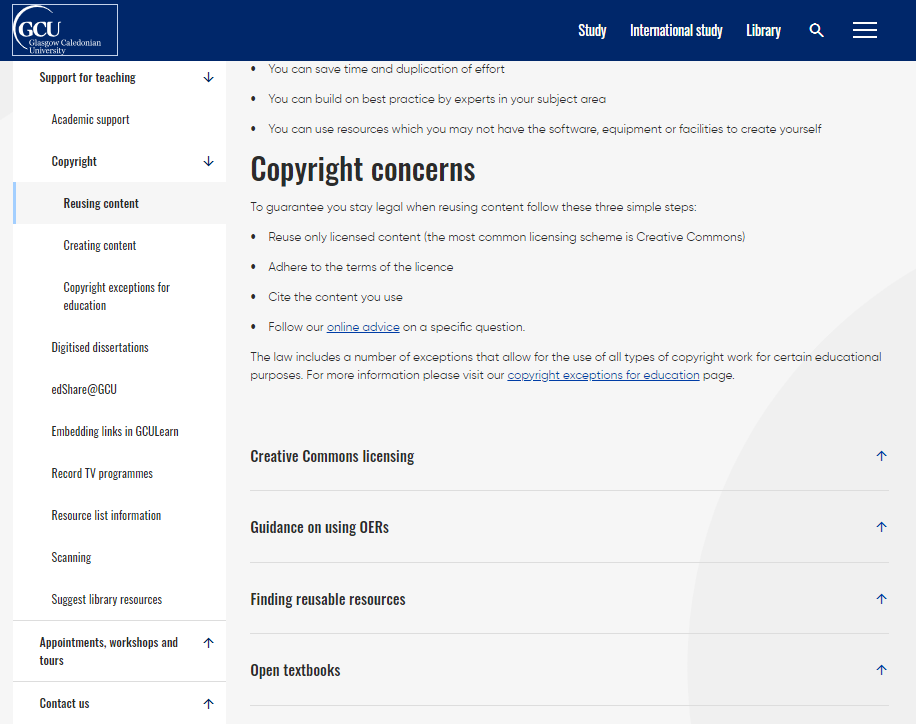 GCU
Glasgow Caledonian
University
Study
International study
Library
Support for teaching
Academic support
Copyright
Reusing content
Creating content
Copyright exceptions for
education
Digitised dissertations
edShare@GCU
Embedding links in GCULearn
Record TV programmes
Resource list information
Scanning
Suggest library resources
Appointments, workshops and
tours
Contact us
• You can save time and duplication of effort
• You can build on best practice by experts in your subject area
• You can use resources which you may not have the software, equipment or facilities to create yourself
Copyright concerns
To guarantee you stay legal when reusing content follow these three simple steps:
• Reuse only licensed content (the most common licensing scheme is Creative Commons)
• Adhere to the terms of the licence
• Cite the content you use
• Follow our online advice on a specific question.
The law includes a number of exceptions that allow for the use of all types of copyright work for certain educational
purposes. For more information please visit our copyright exceptions for education page.
Creative Commons licensing
Guidance on using OERs
Finding reusable resources
Open textbooks